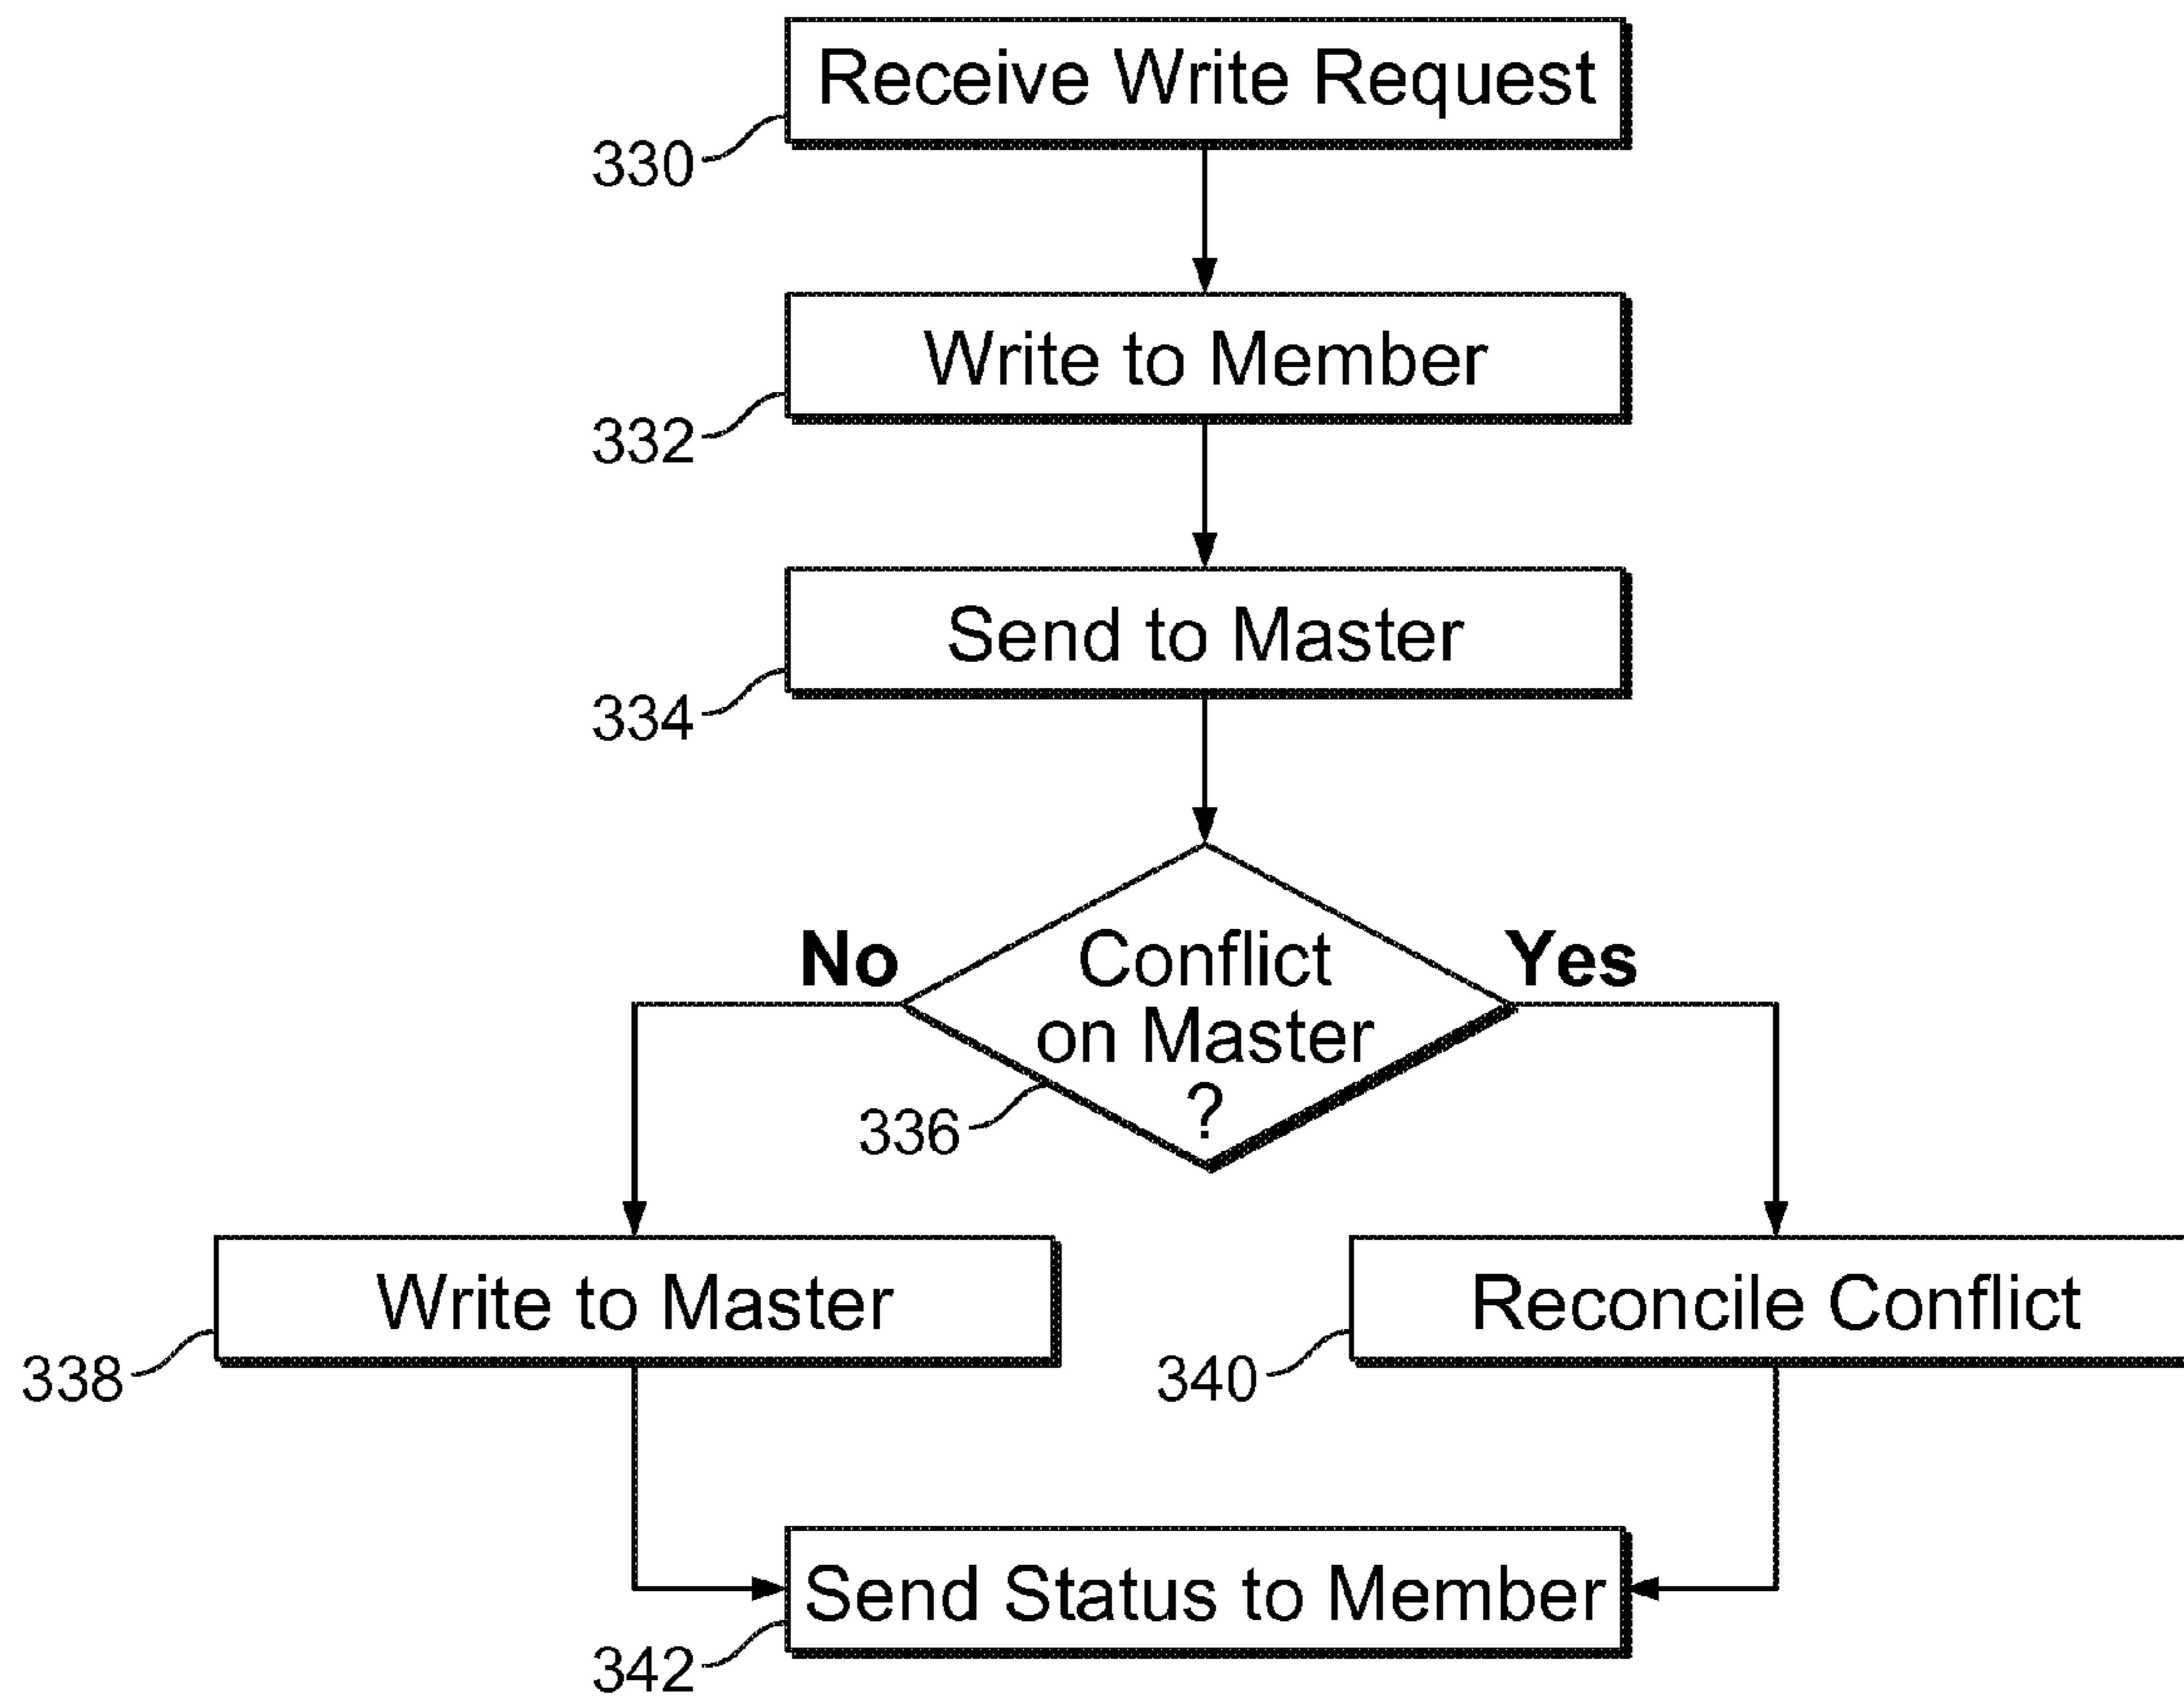 Receive Write Request
330
Write to Member
332
Send to Master
334
No
Yes
Conflict
on Master
?
336
Write to Master
338
Reconcile Conflict
340
Send Status to Member
342